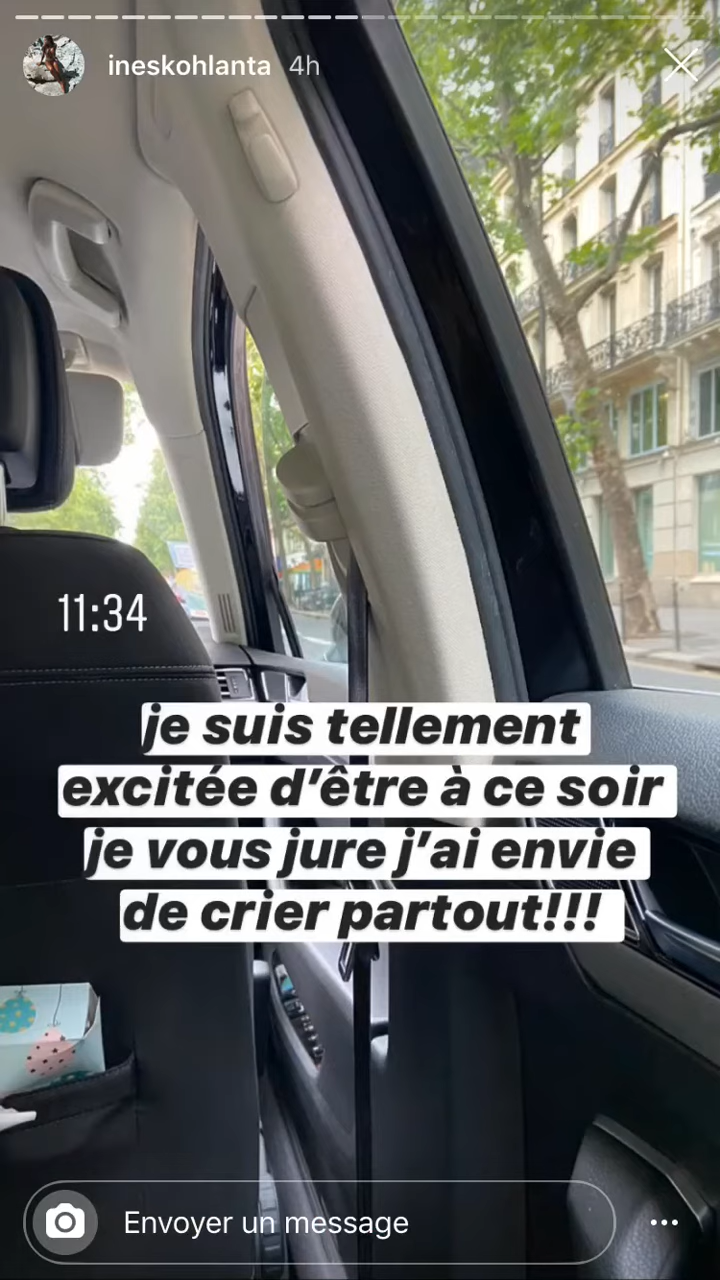 ineskohlanta 4h
11:34
je suis tellement
excitée d’être à ce soir
je vous jure j’ai envie
de crier partout!!!
Envoyer un message